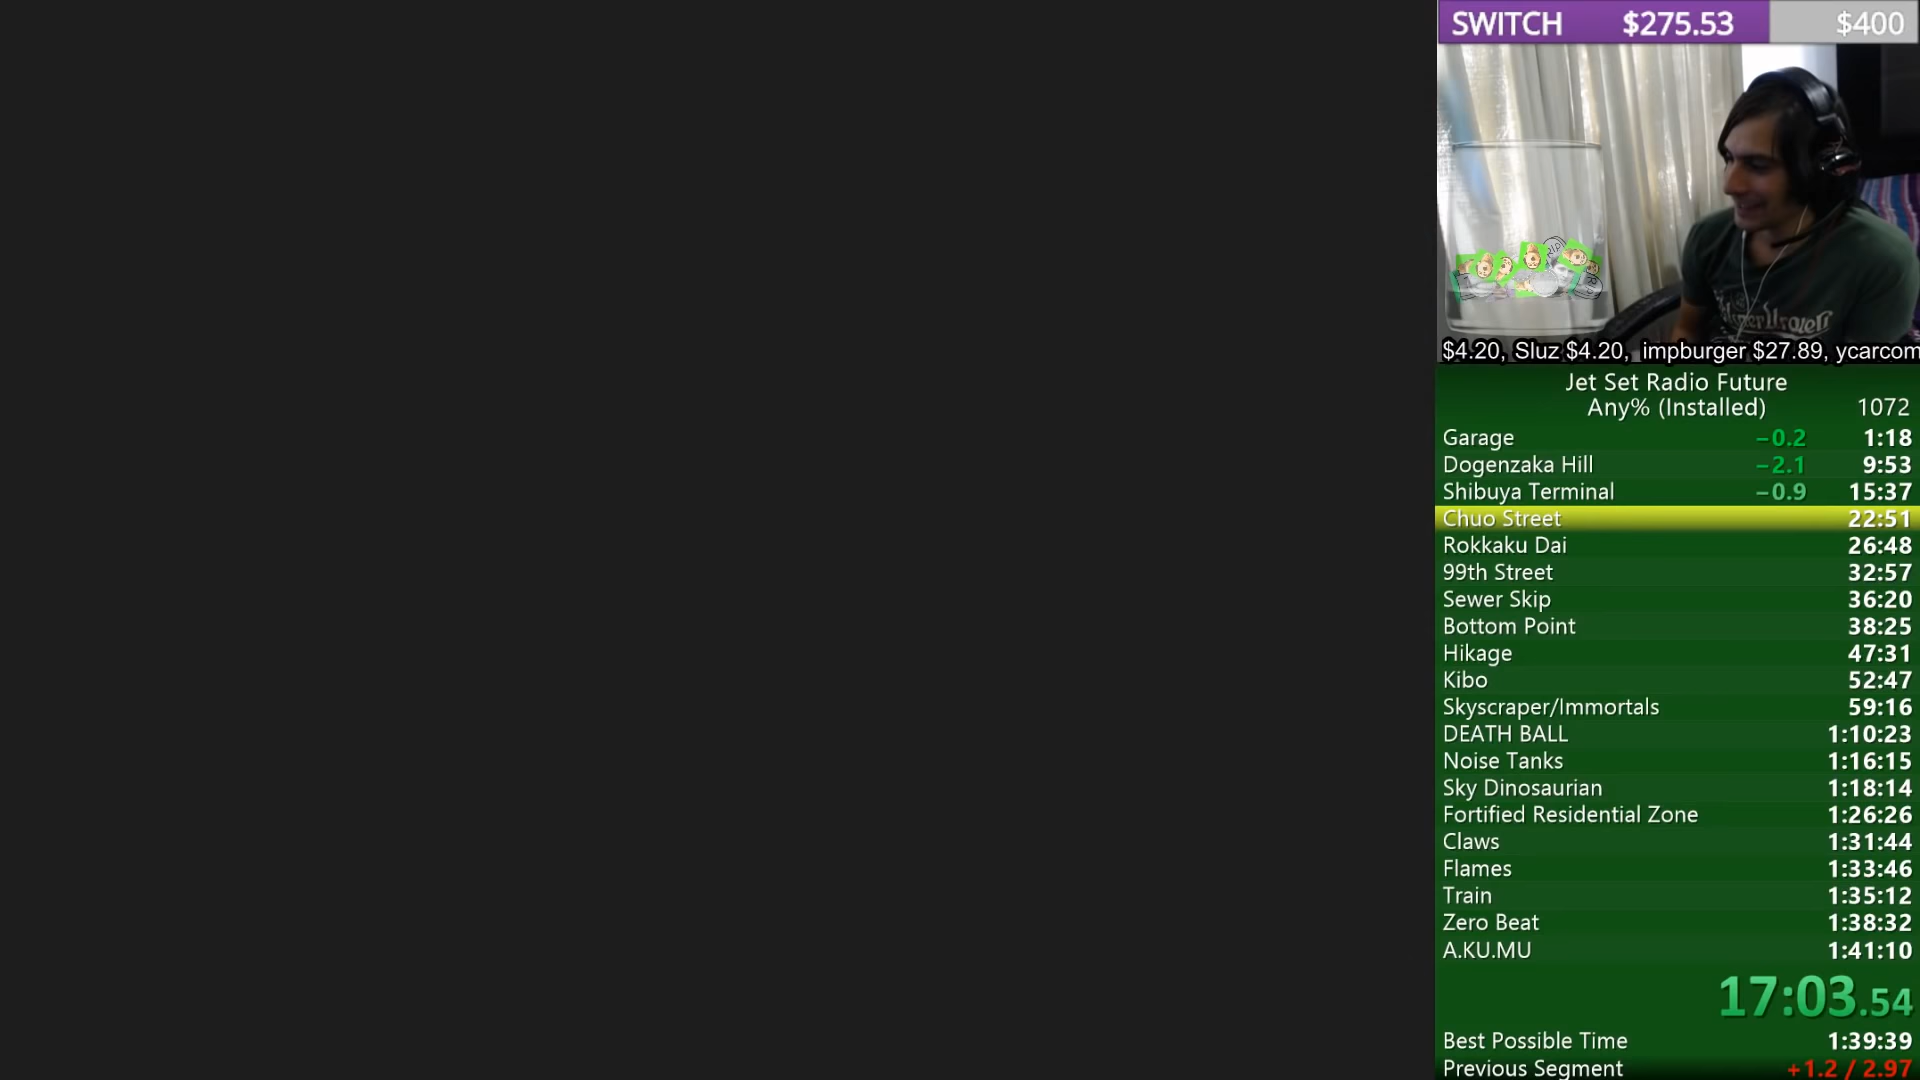 SWITCH $275.53 $400
$4.20, Sluz $4.20, impburger $27.89, ycarcom
Jet Set Radio Future
Any% (Installed) 1072
Garage −0.2 1:18
Dogenzaka Hill −2.1 9:53
Shibuya Terminal −0.9 15:37
Chuo Street 22:51
Rokkaku Dai 26:48
99th Street 32:57
Sewer Skip 36:20
Bottom Point 38:25
Hikage 47:31
Kibo 52:47
Skyscraper/Immortals 59:16
DEATH BALL 1:10:23
Noise Tanks 1:16:15
Sky Dinosaurian 1:18:14
Fortified Residential Zone 1:26:26
Claws 1:31:44
Flames 1:33:46
Train 1:35:12
Zero Beat 1:38:32
A.KU.MU 1:41:10
17:03.54
Best Possible Time 1:39:39
Previous Segment +1.2 / 2.97